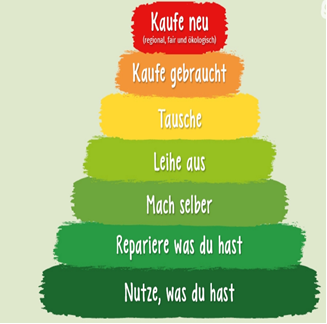 Kaufe neu
(regional, fair und ökologisch)
Kaufe gebraucht
Tausche
Leihe aus
Mach selber
Repariere was du hast
Nutze, was du hast